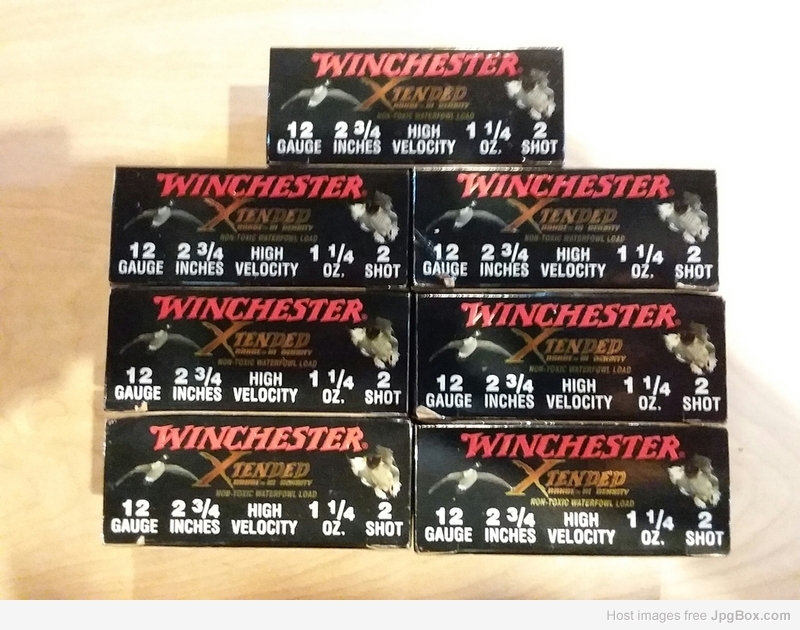 WINCHESTER
XTENDED
RANGE HI DENSITY
NON-TOXIC WATERFOWL LOAD
12 GAUGE 2 3/4 INCHES HIGH VELOCITY 1 1/4 OZ. 2 SHOT
WINCHESTER
XTENDED
RANGE HI DENSITY
NON-TOXIC WATERFOWL LOAD
12 GAUGE 2 3/4 INCHES HIGH VELOCITY 1 1/4 OZ. 2 SHOT
WINCHESTER
XTENDED
RANGE HI DENSITY
NON-TOXIC WATERFOWL LOAD
12 GAUGE 2 3/4 INCHES HIGH VELOCITY 1 1/4 OZ. 2 SHOT
WINCHESTER
XTENDED
RANGE HI DENSITY
NON-TOXIC WATERFOWL LOAD
12 GAUGE 2 3/4 INCHES HIGH VELOCITY 1 1/4 OZ. 2 SHOT
WINCHESTER
XTENDED
RANGE HI DENSITY
NON-TOXIC WATERFOWL LOAD
12 GAUGE 2 3/4 INCHES HIGH VELOCITY 1 1/4 OZ. 2 SHOT
WINCHESTER
XTENDED
RANGE HI DENSITY
NON-TOXIC WATERFOWL LOAD
12 GAUGE 2 3/4 INCHES HIGH VELOCITY 1 1/4 OZ. 2 SHOT
WINCHESTER
XTENDED
RANGE HI DENSITY
NON-TOXIC WATERFOWL LOAD
12 GAUGE 2 3/4 INCHES HIGH VELOCITY 1 1/4 OZ. 2 SHOT
Host images free JpgBox.com